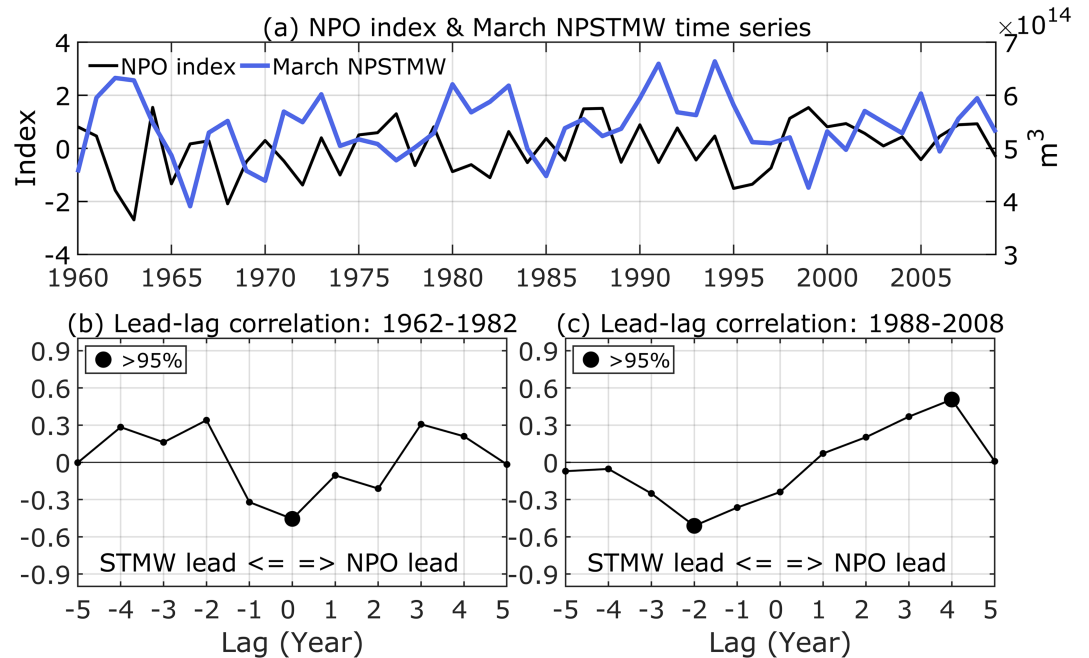 (a) NPO index & March NPSTMW time series
×10¹⁴
NPO index March NPSTMW
4
2
0
-2
-4
Index
7
6
5
4
3
m³
1960 1965 1970 1975 1980 1985 1990 1995 2000 2005
(b) Lead-lag correlation: 1962-1982
>95%
0.9
0.6
0.3
0
-0.3
-0.6
-0.9
STMW lead <= => NPO lead
-5 -4 -3 -2 -1 0 1 2 3 4 5
Lag (Year)
(c) Lead-lag correlation: 1988-2008
>95%
0.9
0.6
0.3
0
-0.3
-0.6
-0.9
STMW lead <= => NPO lead
-5 -4 -3 -2 -1 0 1 2 3 4 5
Lag (Year)